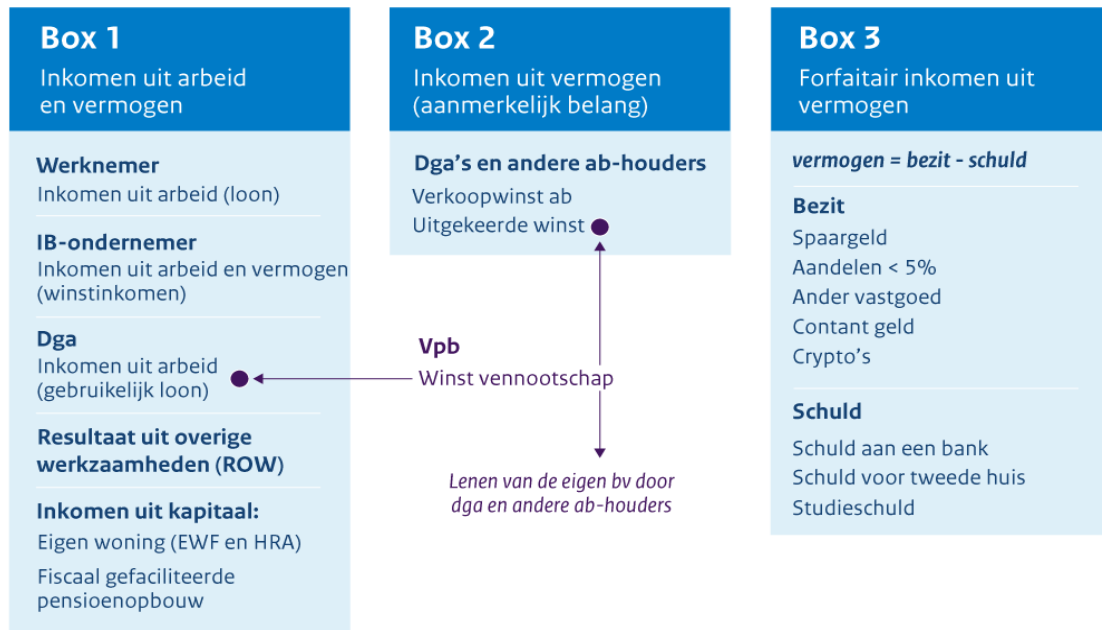 Box 1
Inkomen uit arbeid
en vermogen
Werknemer
Inkomen uit arbeid (loon)
IB-ondernemer
Inkomen uit arbeid en vermogen
(winstinkomen)
Dga
Inkomen uit arbeid
(gebruikelijk loon)
Resultaat uit overige
werkzaamheden (ROW)
Inkomen uit kapitaal:
Eigen woning (EWF en HRA)
Fiscaal gefaciliteerde
pensioenopbouw
Box 2
Inkomen uit vermogen
(aanmerkelijk belang)
Dga's en andere ab-houders
Verkoopwinst ab
Uitgekeerde winst
Vpb
Winst vennootschap
Lenen van de eigen bv door
dga en andere ab-houders
Box 3
Forfaitair inkomen uit
vermogen
vermogen = bezit - schuld
Bezit
Spaargeld
Aandelen < 5%
Ander vastgoed
Contant geld
Crypto's
Schuld
Schuld aan een bank
Schuld voor tweede huis
Studieschuld